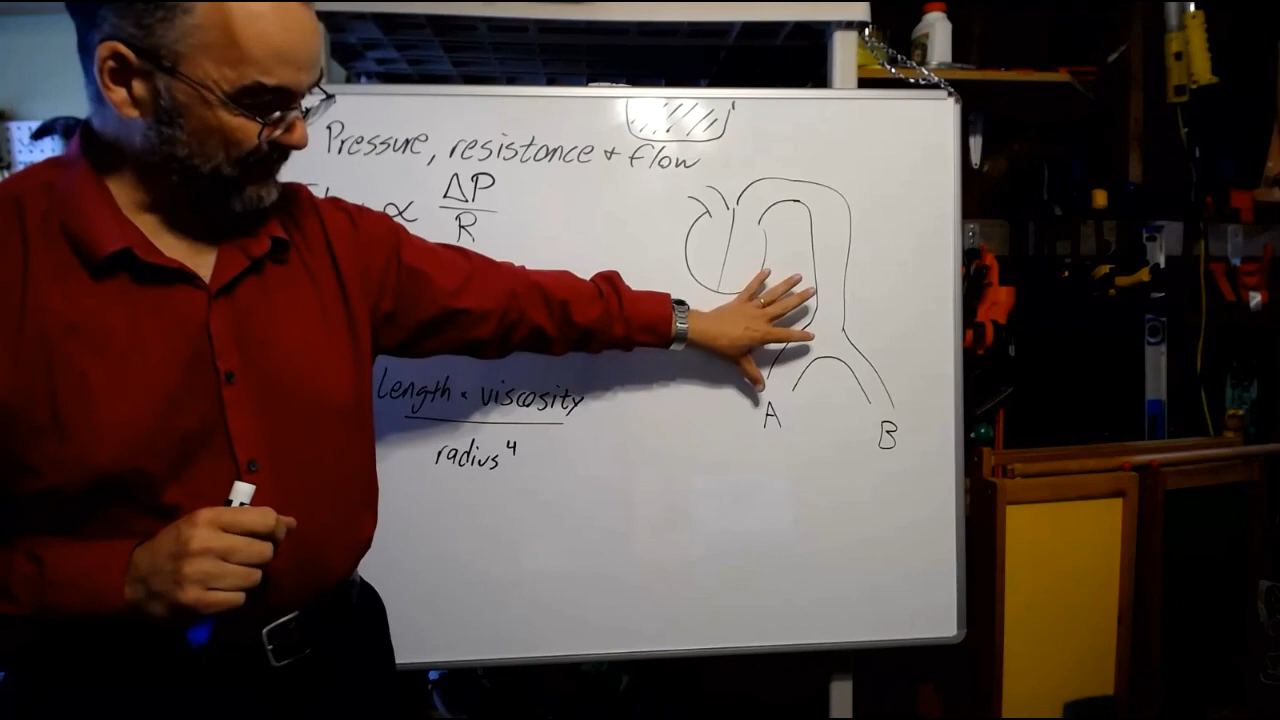 Pressure, resistance + flow
∝ ΔP
R
Length × viscosity
radius⁴
A
B